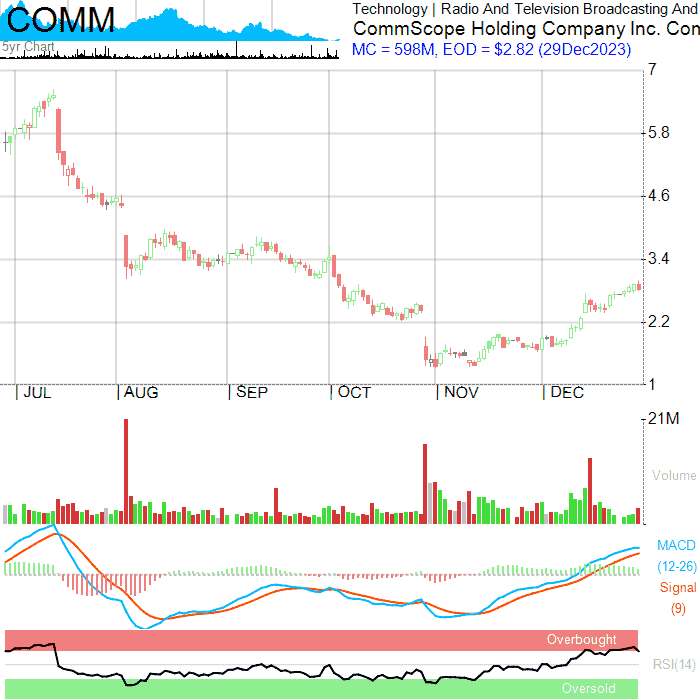 COMM
5yr Chart
Technology | Radio And Television Broadcasting And
CommScope Holding Company Inc. Con
MC = 598M, EOD = $2.82 (29Dec2023)
7
5.8
4.6
3.4
2.2
1
| JUL | AUG | SEP | OCT | NOV | DEC
21M
Volume
MACD
(12-26)
Signal
(9)
Overbought
RSI(14)
Oversold